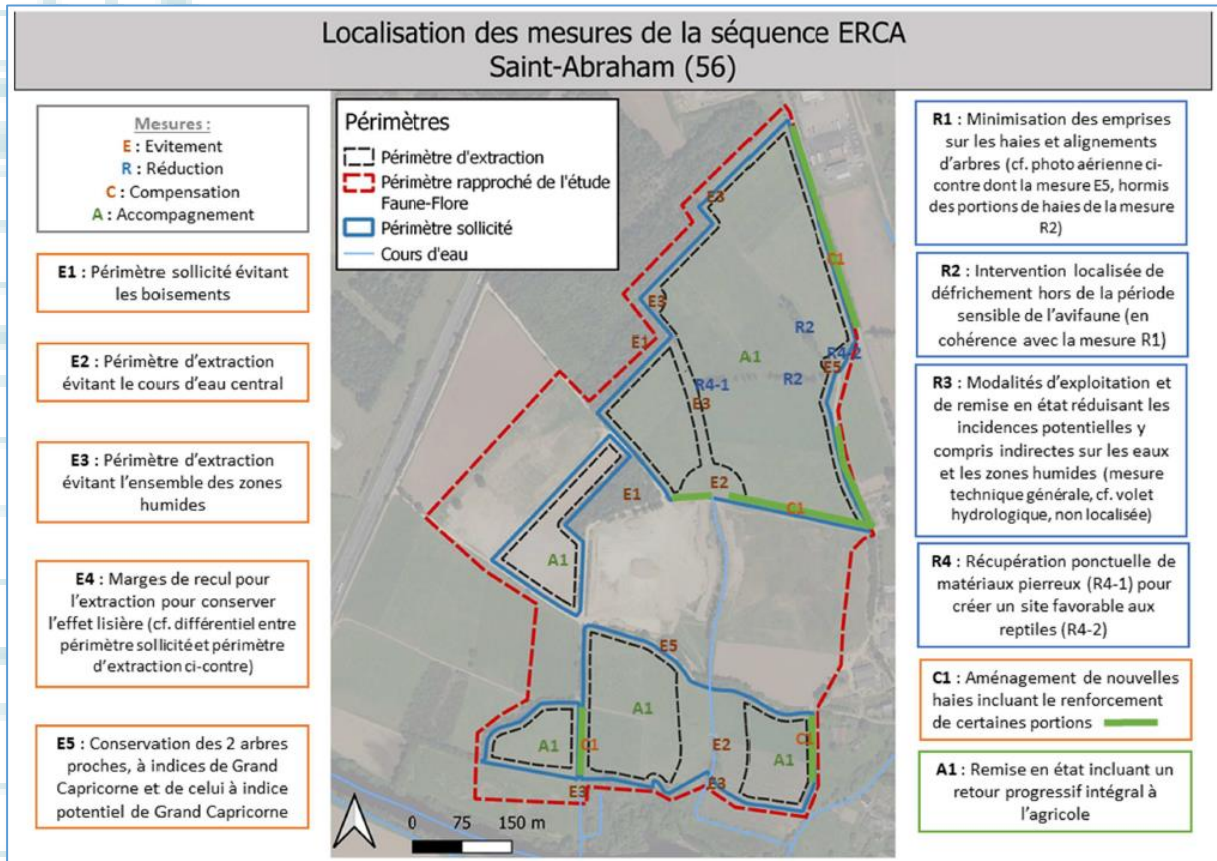 Localisation des mesures de la séquence ERCA
Saint-Abraham (56)
Mesures :
E : Evitement
R : Réduction
C : Compensation
A : Accompagnement
E1 : Périmètre sollicité évitant
les boisements
E2 : Périmètre d'extraction
évitant le cours d'eau central
E3 : Périmètre d'extraction
évitant l'ensemble des zones
humides
E4 : Marges de recul pour
l'extraction pour conserver
l'effet lisière (cf. différentiel entre
périmètre sollicité et périmètre
d'extraction ci-contre)
E5 : Conservation des 2 arbres
proches, à indices de Grand
Capricorne et de celui à indice
potentiel de Grand Capricorne
Périmètres
Périmètre d'extraction
Périmètre rapproché de l'étude
Faune-Flore
Périmètre sollicité
Cours d'eau
E3
C1
E3
R2
E1
R4-2
A1
E5
R4-1
R2
E3
E1
E2
C1
A1
E5
A1
C1
A1
C1
E2
A1
E3
E3
0 75 150 m
R1 : Minimisation des emprises
sur les haies et alignements
d'arbres (cf. photo aérienne ci-
contre dont la mesure E5, hormis
des portions de haies de la mesure
R2)
R2 : Intervention localisée de
défrichement hors de la période
sensible de l'avifaune (en
cohérence avec la mesure R1)
R3 : Modalités d'exploitation et
de remise en état réduisant les
incidences potentielles y
compris indirectes sur les eaux
et les zones humides (mesure
technique générale, cf. volet
hydrologique, non localisée)
R4 : Récupération ponctuelle de
matériaux pierreux (R4-1) pour
créer un site favorable aux
reptiles (R4-2)
C1 : Aménagement de nouvelles
haies incluant le renforcement
de certaines portions
A1 : Remise en état incluant un
retour progressif intégral à
l'agricole